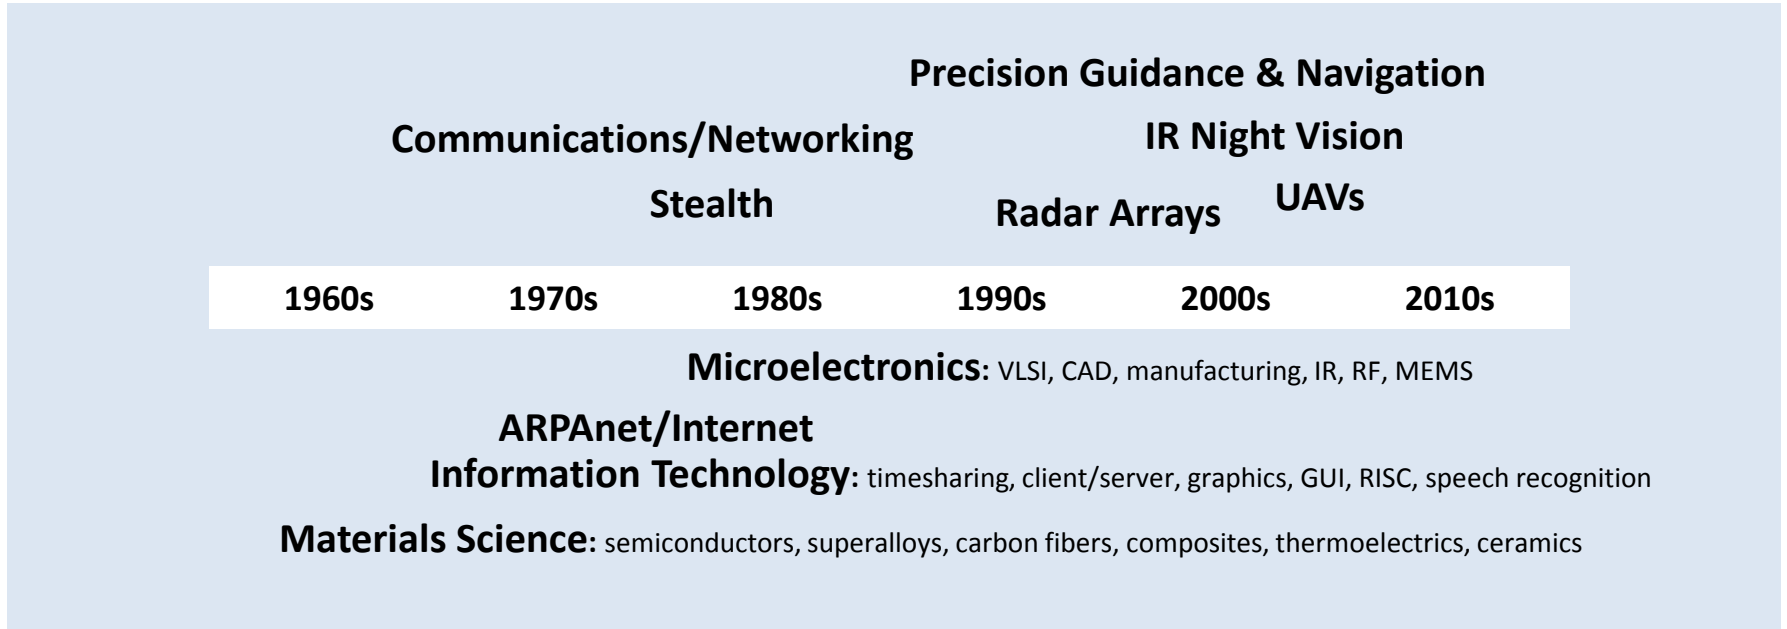 Precision Guidance & Navigation
Communications/Networking IR Night Vision
Stealth Radar Arrays UAVs
1960s 1970s 1980s 1990s 2000s 2010s
Microelectronics: VLSI, CAD, manufacturing, IR, RF, MEMS
ARPAnet/Internet
Information Technology: timesharing, client/server, graphics, GUI, RISC, speech recognition
Materials Science: semiconductors, superalloys, carbon fibers, composites, thermoelectrics, ceramics